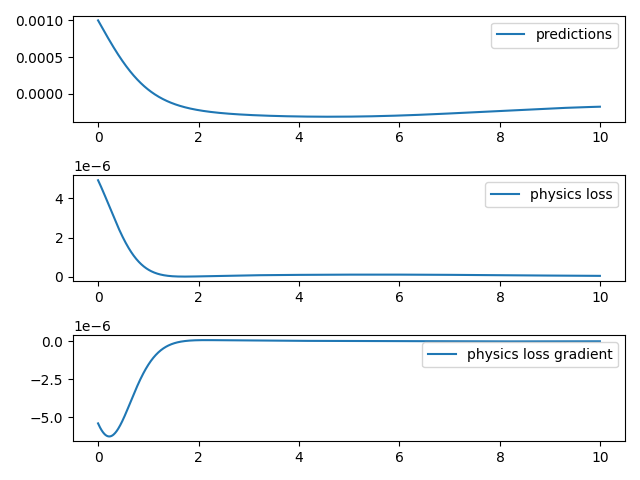 0.0010
0.0005
0.0000
predictions
0 2 4 6 8 10
1e−6
4
2
0
physics loss
0 2 4 6 8 10
1e−6
0.0
−2.5
−5.0
physics loss gradient
0 2 4 6 8 10